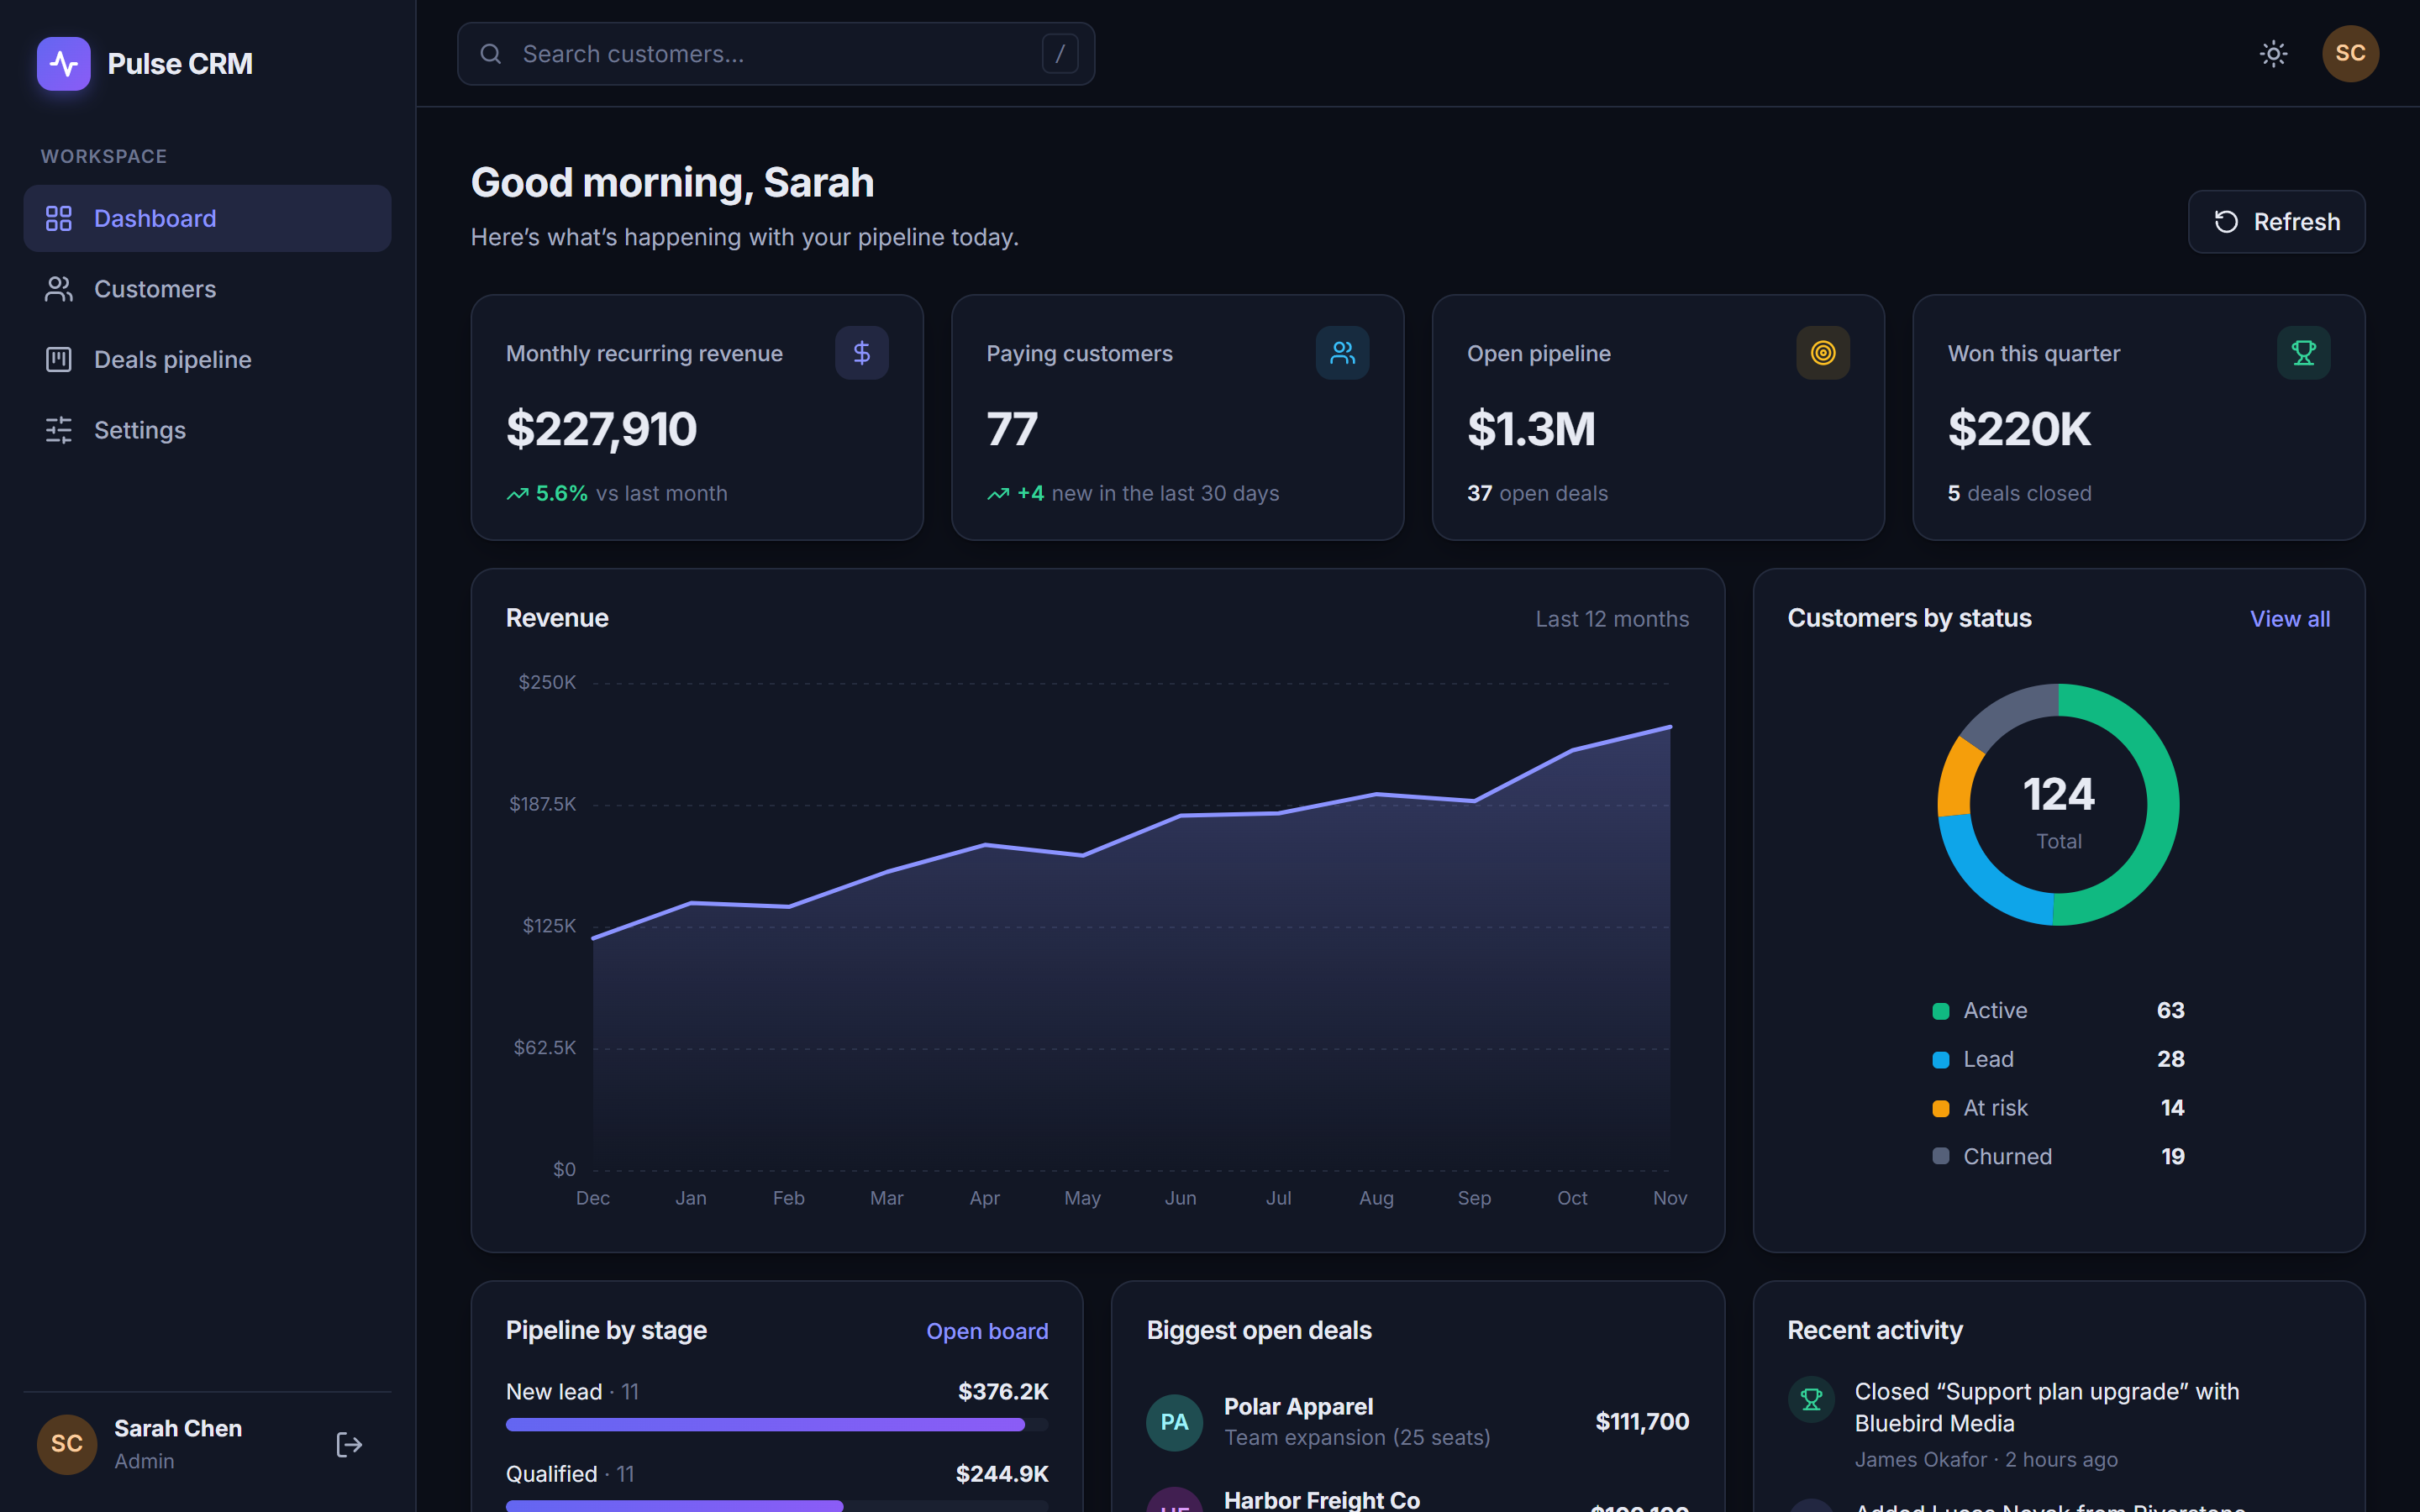 Pulse CRM
WORKSPACE
Dashboard
Customers
Deals pipeline
Settings
Sarah Chen
SC
Admin
Search customers...
/
SC
Good morning, Sarah
Here’s what’s happening with your pipeline today.
Refresh
Monthly recurring revenue
$227,910
5.6% vs last month
Paying customers
77
+4 new in the last 30 days
Open pipeline
$1.3M
37 open deals
Won this quarter
$220K
5 deals closed
Revenue
Last 12 months
$250K
$187.5K
$125K
$62.5K
$0
Dec Jan Feb Mar Apr May Jun Jul Aug Sep Oct Nov
Customers by status
View all
124
Total
Active 63
Lead 28
At risk 14
Churned 19
Pipeline by stage
Open board
New lead · 11 $376.2K
Qualified · 11 $244.9K
Biggest open deals
PA
Polar Apparel
Team expansion (25 seats)
$111,700
Harbor Freight Co
Recent activity
Closed “Support plan upgrade” with
Bluebird Media
James Okafor · 2 hours ago